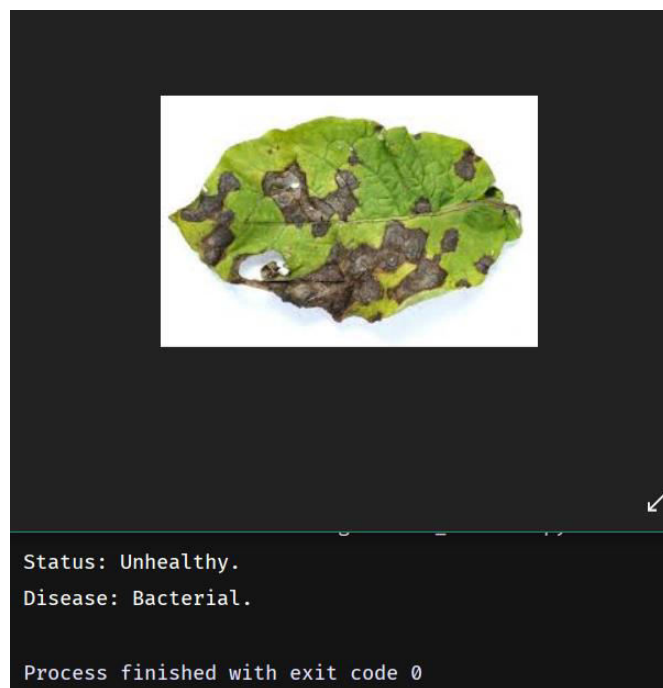 Status: Unhealthy.
Disease: Bacterial.
Process finished with exit code 0